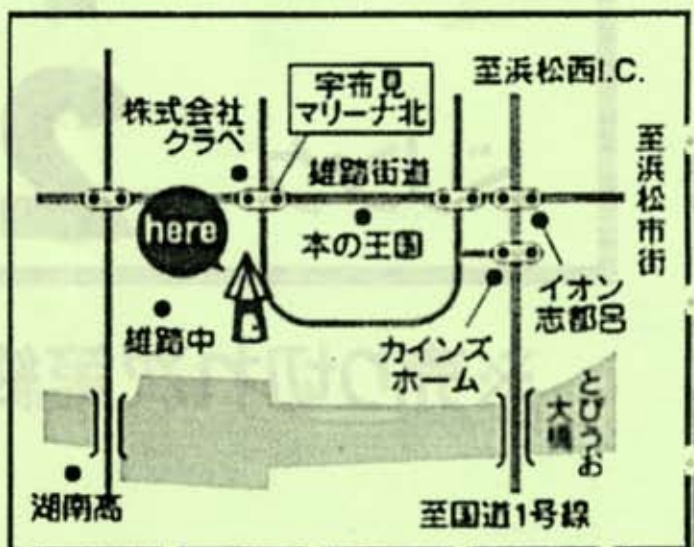 至浜松西I.C.
宇布見
マリーナ北
株式会社
クラベ
至浜松市街
雄踏街道
here
本の王国
イオン
志都呂
雄踏中
カインズ
ホーム
とびうお
大橋
湖南高
至国道1号線